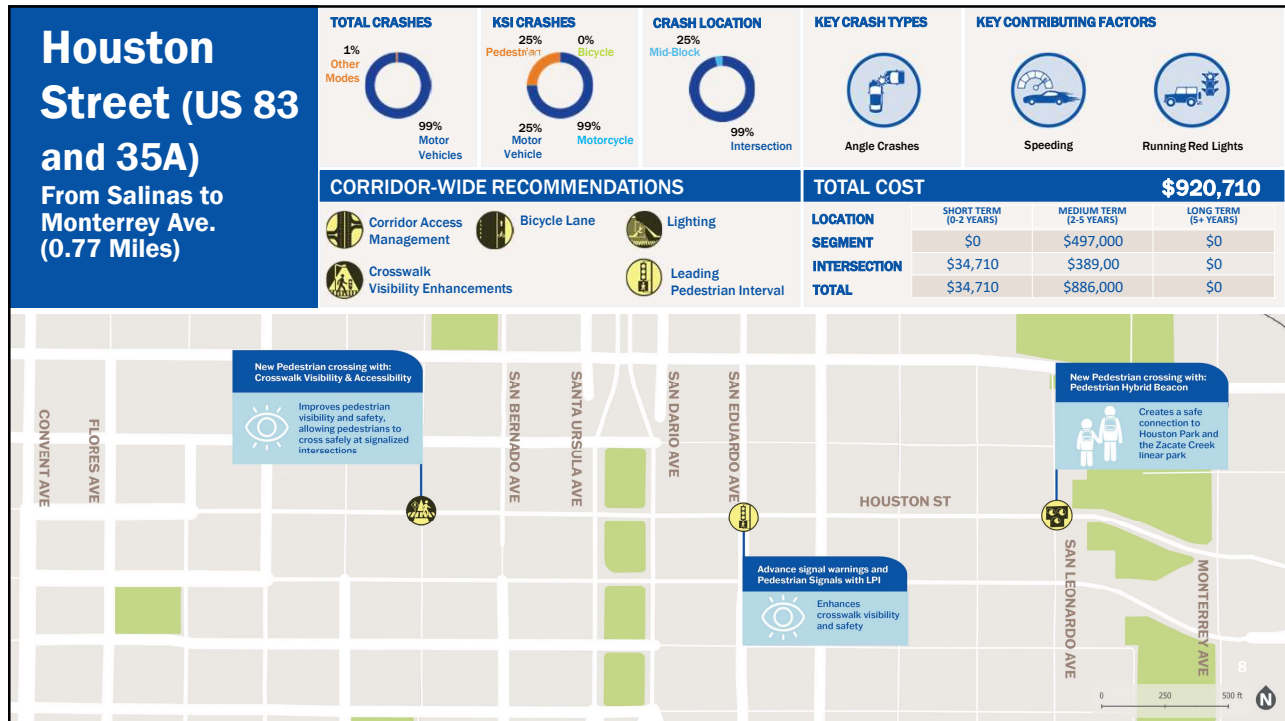 Houston
Street (US 83
and 35A)
From Salinas to
Monterrey Ave.
(0.77 Miles)
TOTAL CRASHES
1%
Other
Modes
99%
Motor
Vehicles
KSI CRASHES
25%
Pedestrian
0%
Bicycle
25%
Motor
Vehicle
99%
Motorcycle
CRASH LOCATION
25%
Mid-Block
99%
Intersection
KEY CRASH TYPES
Angle Crashes
KEY CONTRIBUTING FACTORS
Speeding
Running Red Lights
CORRIDOR-WIDE RECOMMENDATIONS
Corridor Access
Management
Bicycle Lane
Lighting
Crosswalk
Visibility Enhancements
Leading
Pedestrian Interval
TOTAL COST $920,710
LOCATION SHORT TERM (0-2 YEARS) MEDIUM TERM (2-5 YEARS) LONG TERM (5+ YEARS)
SEGMENT $0 $497,000 $0
INTERSECTION $34,710 $389,00 $0
TOTAL $34,710 $886,000 $0
New Pedestrian crossing with:
Crosswalk Visibility & Accessibility
Improves pedestrian
visibility and safety,
allowing pedestrians to
cross safely at signalized
intersections
New Pedestrian crossing with:
Pedestrian Hybrid Beacon
Creates a safe
connection to
Houston Park and
the Zacate Creek
linear park
CONVENT AVE
FLORES AVE
SAN BERNADO AVE
SANTA URSULA AVE
SAN DARIO AVE
SAN EDUARDO AVE
HOUSTON ST
Advance signal warnings and
Pedestrian Signals with LPI
Enhances
crosswalk visibility
and safety
SAN LEONARDO AVE
MONTERREY AVE
8
0 250 500 ft
N